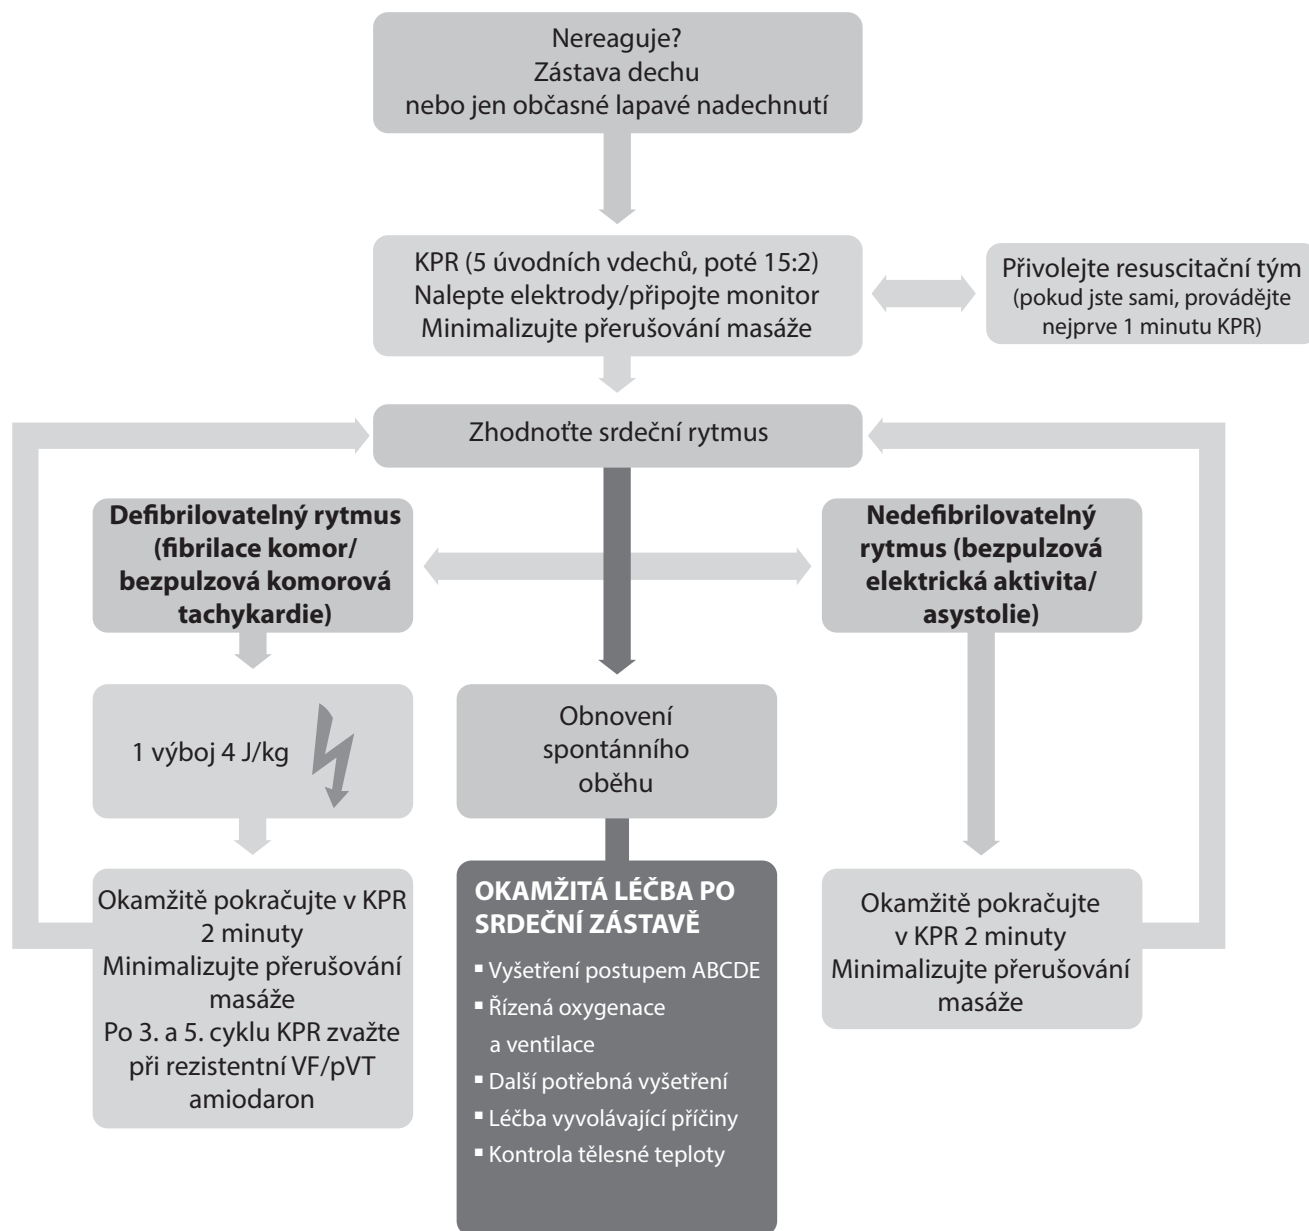 Nereaguje?
Zástava dechu
nebo jen občasné lapavé nadechnutí
KPR (5 úvodních vdechů, poté 15:2)
Nalepte elektrody/připojte monitor
Minimalizujte přerušování masáže
Přivolejte resuscitační tým
(pokud jste sami, provádějte
nejprve 1 minutu KPR)
Zhodnoťte srdeční rytmus
Defibrilovatelný rytmus
(fibrilace komor/
bezpulzová komorová
tachykardie)
Nedefibrilovatelný
rytmus (bezpulzová
elektrická aktivita/
asystolie)
1 výboj 4 J/kg
Obnovení
spontánního
oběhu
Okamžitě pokračujte v KPR
2 minuty
Minimalizujte přerušování
masáže
Po 3. a 5. cyklu KPR zvažte
při rezistentní VF/pVT
amiodaron
OKAMŽITÁ LÉČBA PO
SRDEČNÍ ZÁSTAVĚ
▪ Vyšetření postupem ABCDE
▪ Řízená oxygenace
a ventilace
▪ Další potřebná vyšetření
▪ Léčba vyvolávající příčiny
▪ Kontrola tělesné teploty
Okamžitě pokračujte
v KPR 2 minuty
Minimalizujte přerušování
masáže